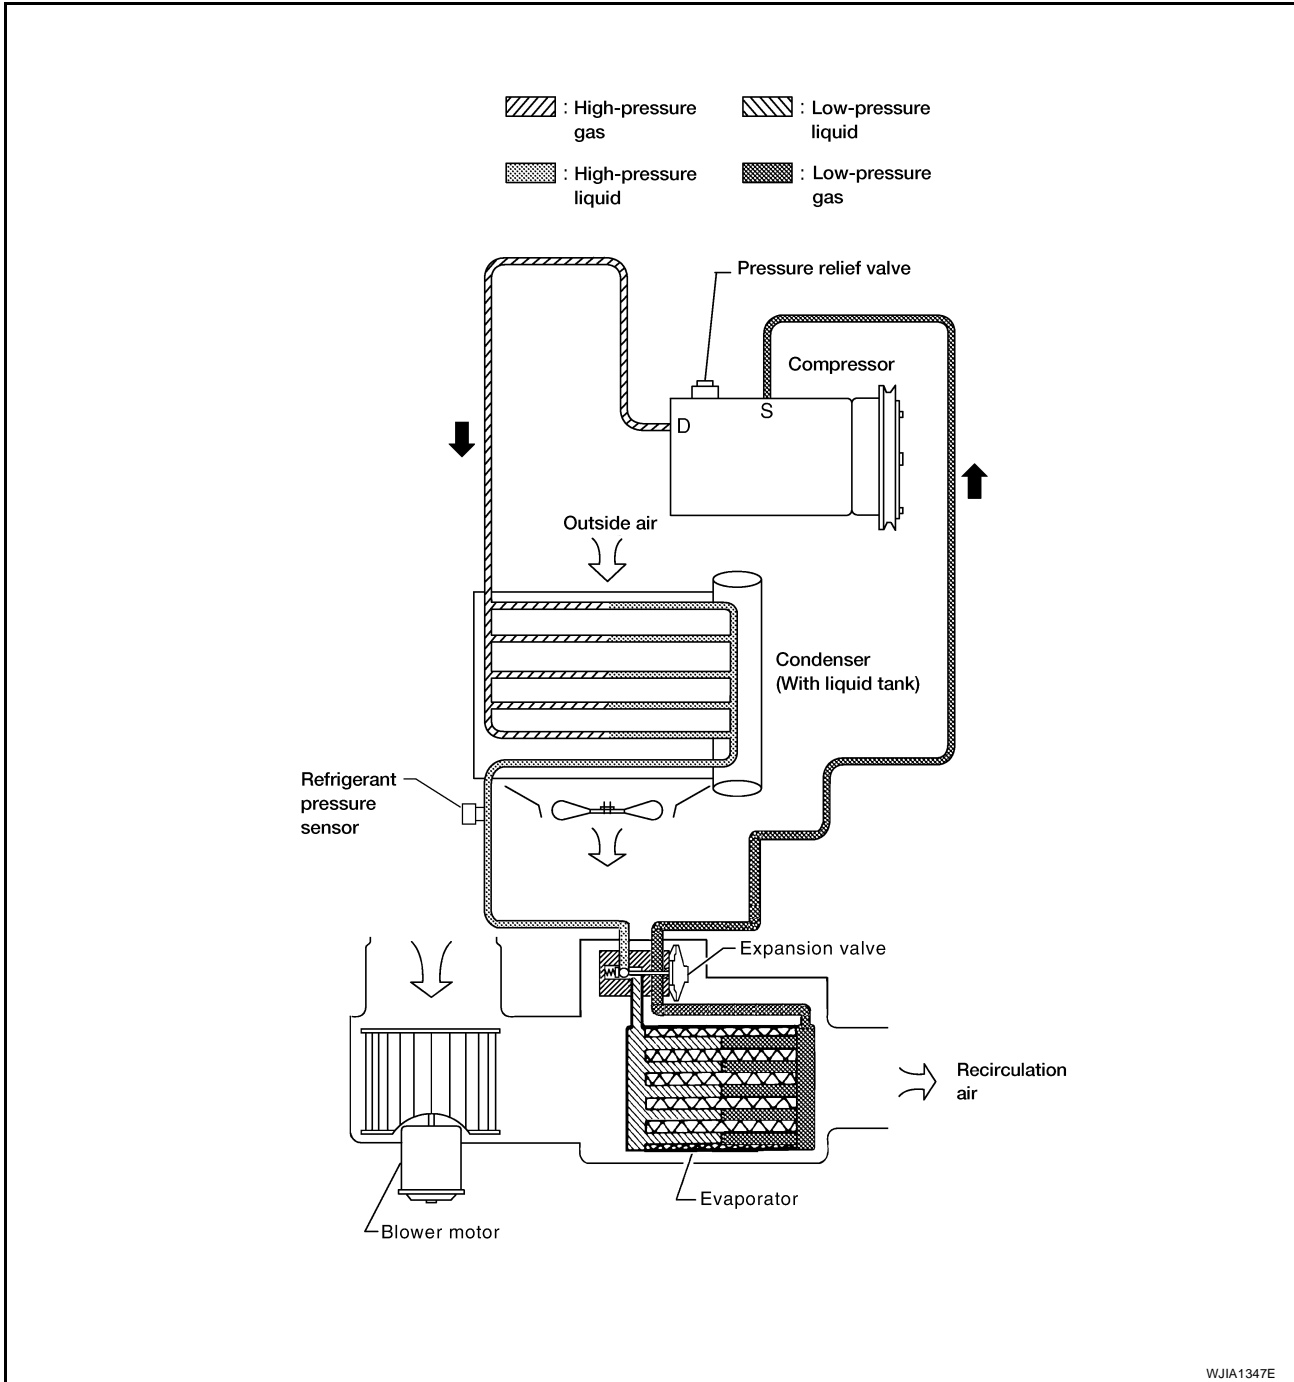 : High-pressure
gas
: Low-pressure
liquid
: High-pressure
liquid
: Low-pressure
gas
Pressure relief valve
Compressor
S
D
Outside air
Condenser
(With liquid tank)
Refrigerant
pressure
sensor
Expansion valve
Recirculation
air
Evaporator
Blower motor
WJIA1347E